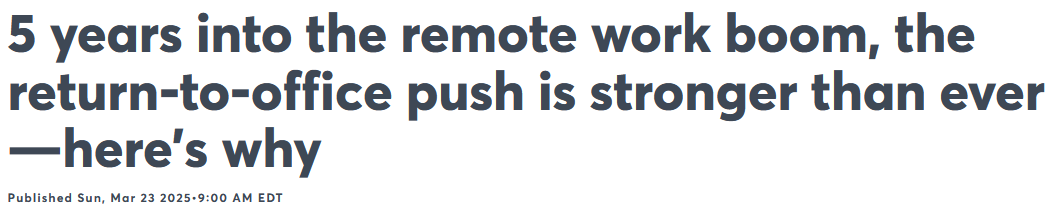 5 years into the remote work boom, the
return-to-office push is stronger than ever
—here’s why
Published Sun, Mar 23 2025•9:00 AM EDT